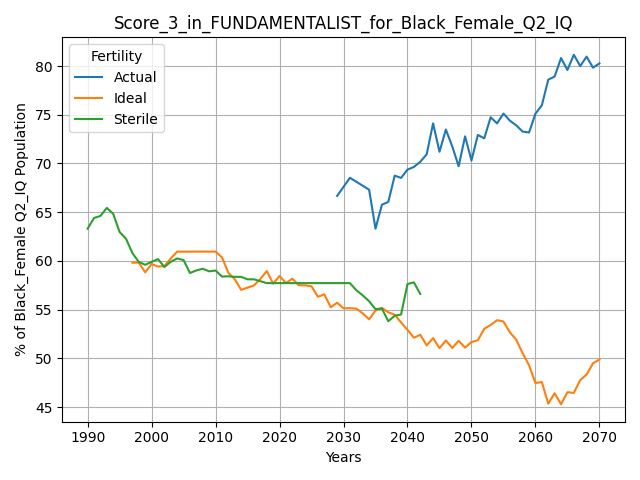 Score_3_in_FUNDAMENTALIST_for_Black_Female_Q2_IQ
Fertility
Actual
Ideal
Sterile
% of Black_Female Q2_IQ Population
80
75
70
65
60
55
50
45
1990 2000 2010 2020 2030 2040 2050 2060 2070
Years